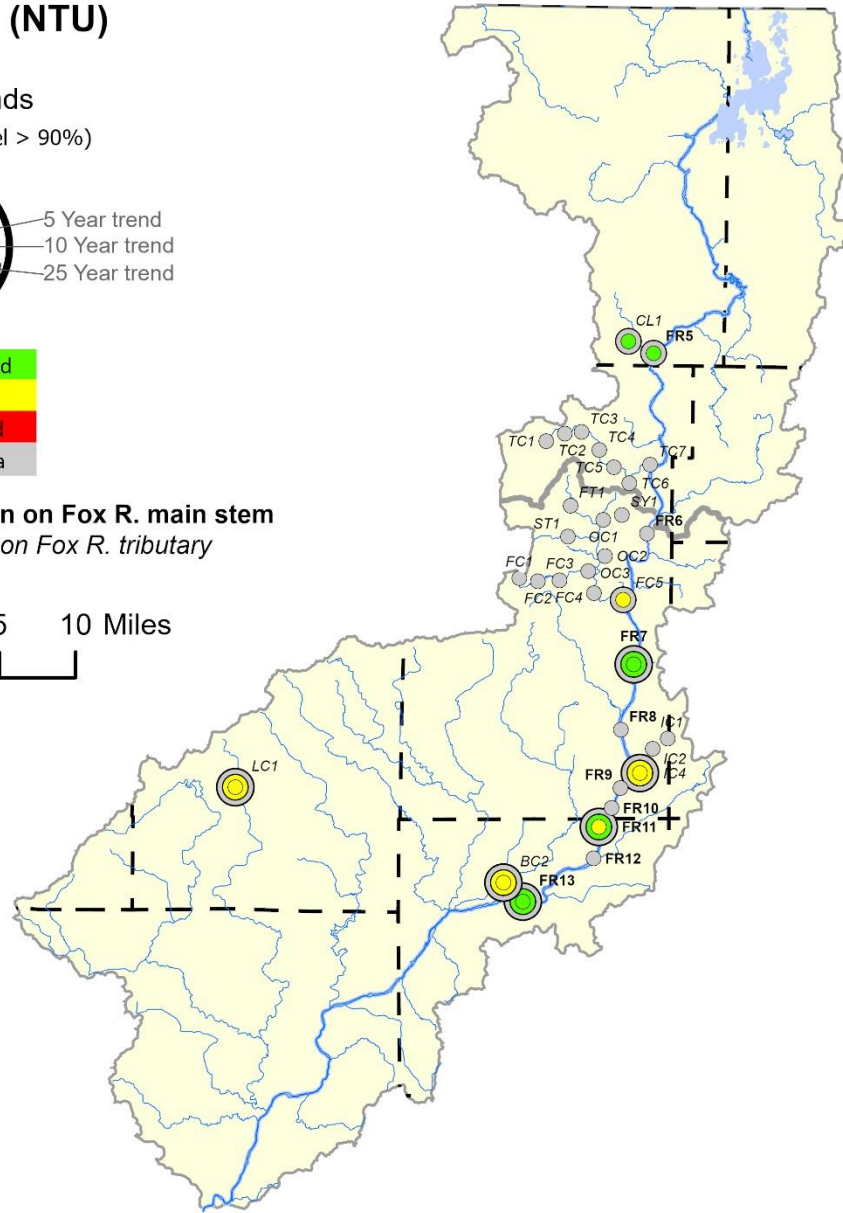 (NTU)
nds
el > 90%)
5 Year trend
10 Year trend
25 Year trend
d
d
a
n on Fox R. main stem
on Fox R. tributary
5 10 Miles
CL1
FR5
TC3
TC1
TC4
TC2
TC7
TC5
TC6
FT1
SY1
ST1
FR6
OC1
OC2
FC1
FC3
OC3
FC5
FC2
FC4
FR7
FR8
IC1
IC2
LC1
FR9
IC4
FR10
FR11
FR12
BC2
FR13